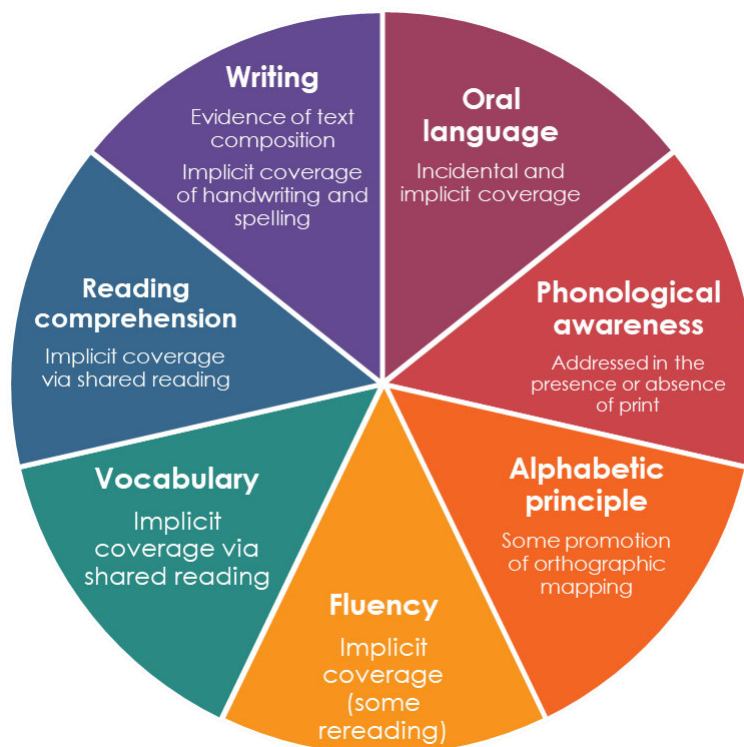 Writing
Evidence of text
composition
Implicit coverage
of handwriting and
spelling
Oral
language
Incidental and
implicit coverage
Phonological
awareness
Addressed in the
presence or absence
of print
Alphabetic
principle
Some promotion
of orthographic
mapping
Fluency
Implicit
coverage
(some
rereading)
Vocabulary
Implicit
coverage via
shared reading
Reading
comprehension
Implicit coverage
via shared reading